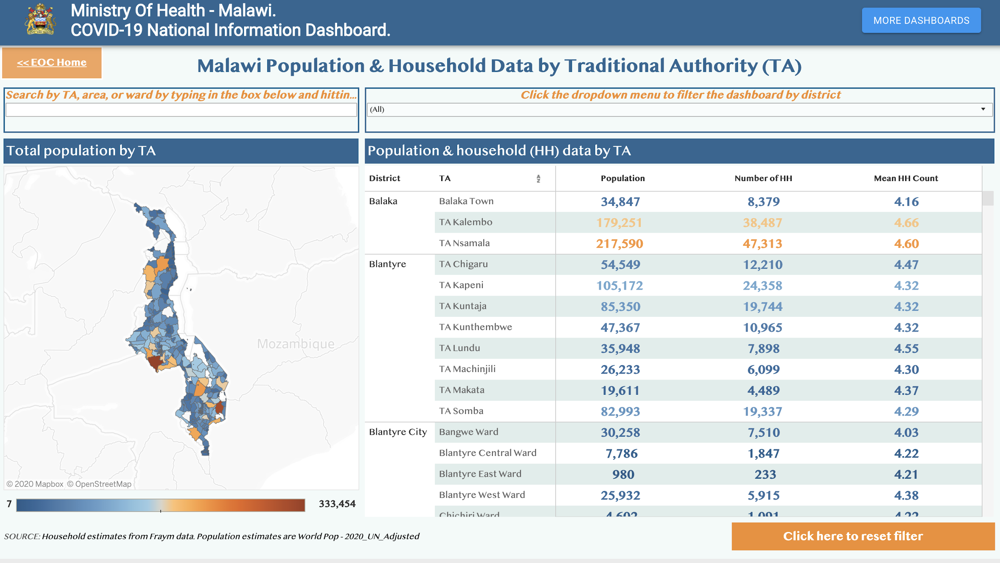 Ministry Of Health - Malawi.
COVID-19 National Information Dashboard.
MORE DASHBOARDS
<< EOC Home
Malawi Population & Household Data by Traditional Authority (TA)
Search by TA, area, or ward by typing in the box below and hittin...
Click the dropdown menu to filter the dashboard by district
(All)
Total population by TA
Mozambique
© 2020 Mapbox © OpenStreetMap
7 333,454
Population & household (HH) data by TA
District TA Population Number of HH Mean HH Count
Balaka Balaka Town 34,847 8,379 4.16
TA Kalembo 179,251 38,487 4.66
TA Nsamala 217,590 47,313 4.60
Blantyre TA Chigaru 54,549 12,210 4.47
TA Kapeni 105,172 24,358 4.32
TA Kuntaja 85,350 19,744 4.32
TA Kunthembwe 47,367 10,965 4.32
TA Lundu 35,948 7,898 4.55
TA Machinjili 26,233 6,099 4.30
TA Makata 19,611 4,489 4.37
TA Somba 82,993 19,337 4.29
Blantyre City Bangwe Ward 30,258 7,510 4.03
Blantyre Central Ward 7,786 1,847 4.22
Blantyre East Ward 980 233 4.21
Blantyre West Ward 25,932 5,915 4.38
Chichiri Ward 4,602 1,091 4.22
SOURCE: Household estimates from Fraym data. Population estimates are World Pop - 2020_UN_Adjusted
Click here to reset filter